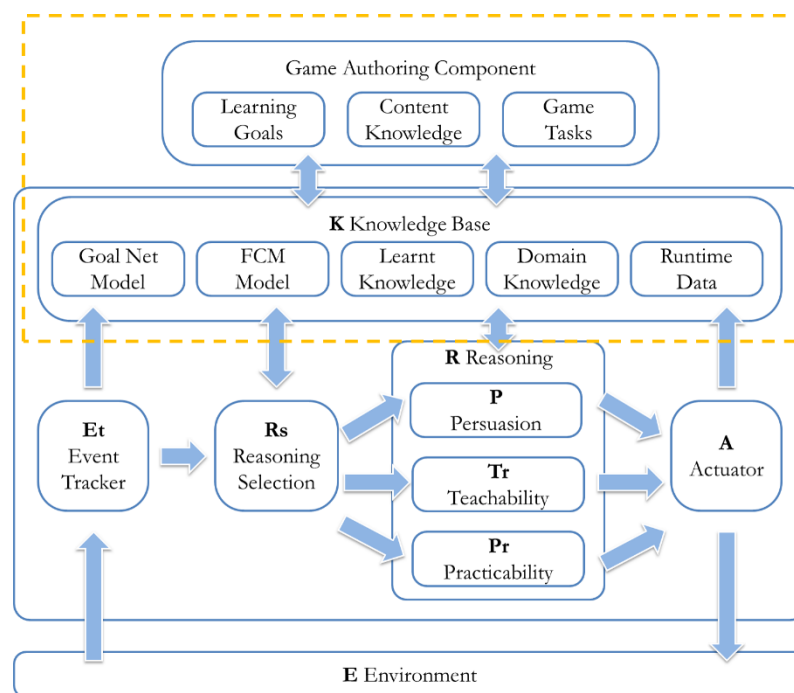 Game Authoring Component
Learning
Goals
Content
Knowledge
Game
Tasks
K Knowledge Base
Goal Net
Model
FCM
Model
Learnt
Knowledge
Domain
Knowledge
Runtime
Data
R Reasoning
Et
Event
Tracker
Rs
Reasoning
Selection
P
Persuasion
Tr
Teachability
Pr
Practicability
A
Actuator
E Environment